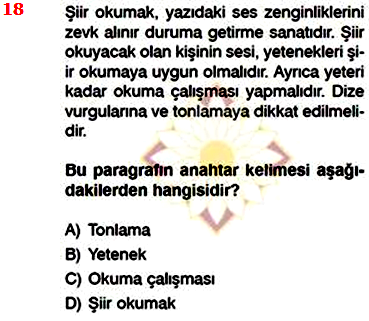 18
Şiir okumak, yazıdaki ses zenginliklerini
zevk alınır duruma getirme sanatıdır. Şiir
okuyacak olan kişinin sesi, yetenekleri şi-
ir okumaya uygun olmalıdır. Ayrıca yeteri
kadar okuma çalışması yapmalıdır. Dize
vurgularına ve tonlamaya dikkat edilmeli-
dir.
Bu paragrafın anahtar kelimesi aşağı-
dakilerden hangisidir?
A) Tonlama
B) Yetenek
C) Okuma çalışması
D) Şiir okumak